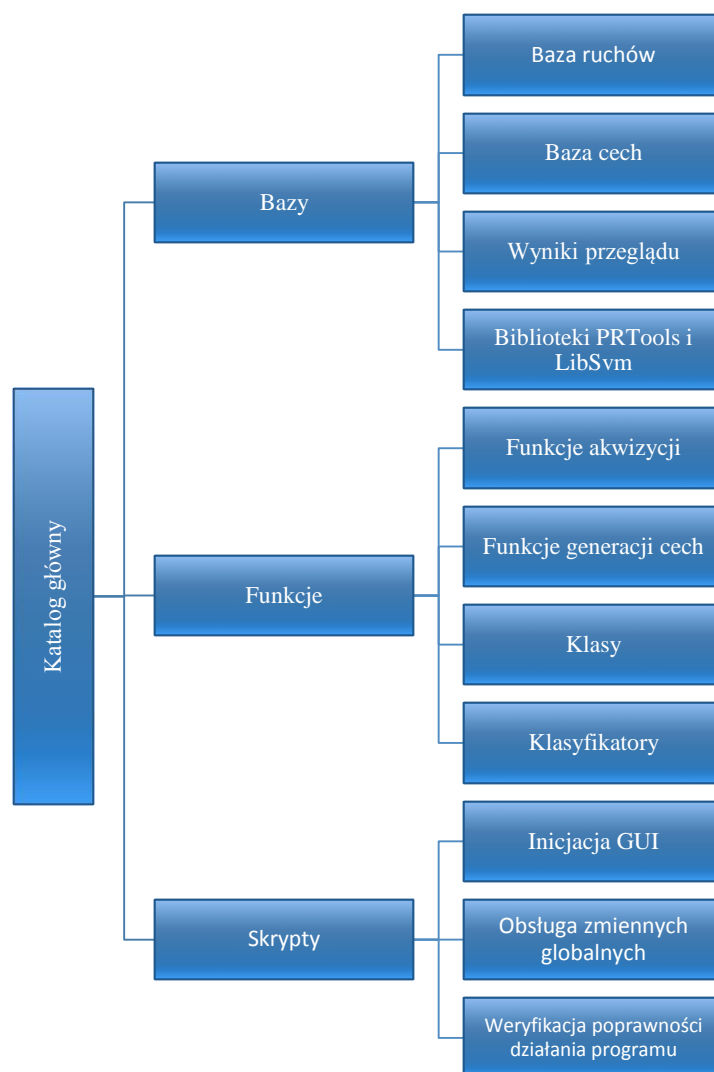 Katalog główny
Bazy
Baza ruchów
Baza cech
Wyniki przeglądu
Biblioteki PRTools i
LibSvm
Funkcje
Funkcje akwizycji
Funkcje generacji cech
Klasy
Klasyfikatory
Skrypty
Inicjacja GUI
Obsługa zmiennych
globalnych
Weryfikacja poprawności
działania programu